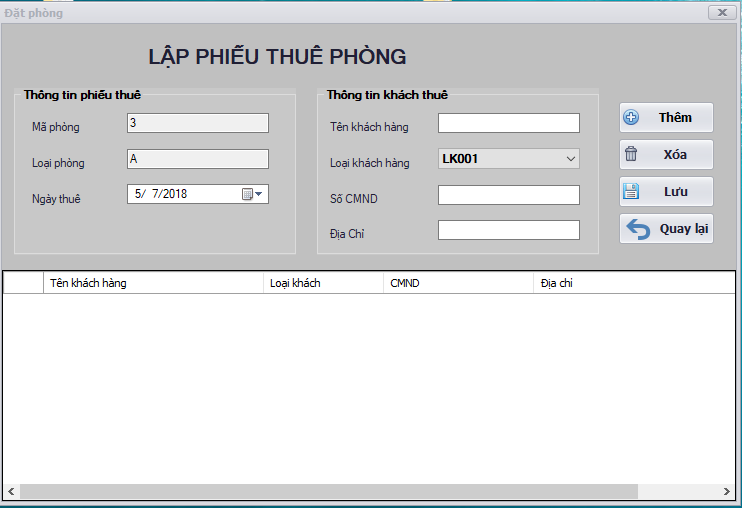 Đặt phòng
LẬP PHIẾU THUÊ PHÒNG
Thông tin phiếu thuê
Mã phòng
3
Loại phòng
A
Ngày thuê
5/ 7/2018
Thông tin khách thuê
Tên khách hàng
Loại khách hàng
LK001
Số CMND
Địa Chỉ
Thêm
Xóa
Lưu
Quay lại
Tên khách hàng Loại khách CMND Địa chỉ